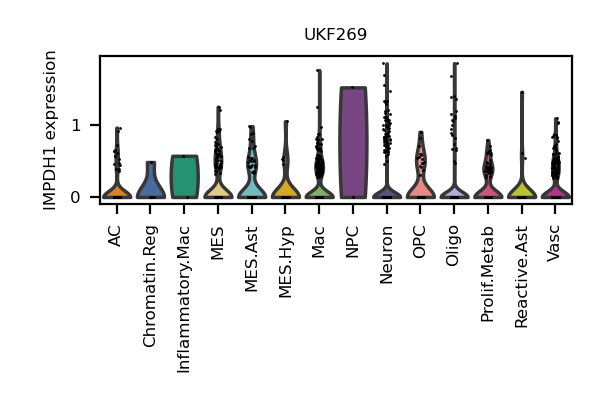 UKF269
IMPDH1 expression
1
0
AC
Chromatin.Reg
Inflammatory.Mac
MES
MES.Ast
MES.Hyp
Mac
NPC
Neuron
OPC
Oligo
Prolif.Metab
Reactive.Ast
Vasc